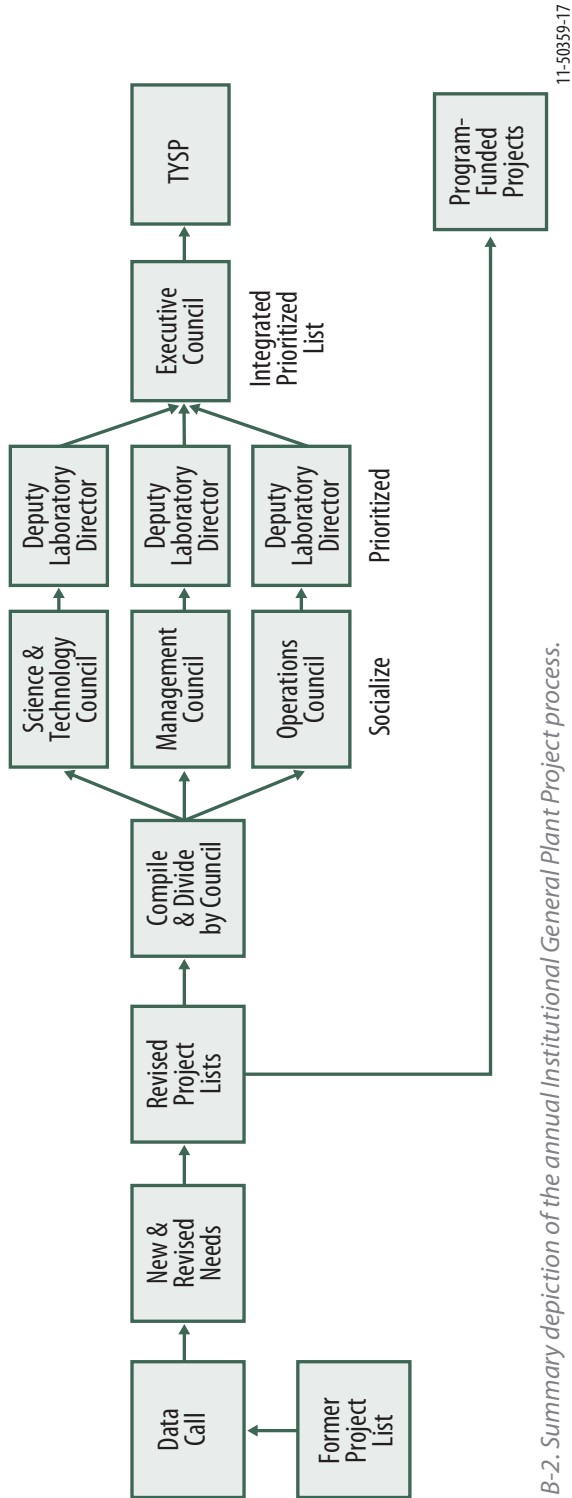 Data
Call
Former
Project
List
New &
Revised
Needs
Revised
Project
Lists
Compile
& Divide
by Council
Science &
Technology
Council
Management
Council
Operations
Council
Socialize
Deputy
Laboratory
Director
Deputy
Laboratory
Director
Deputy
Laboratory
Director
Prioritized
Executive
Council
Integrated
Prioritized
List
TYSP
Program-
Funded
Projects
11-50359-17
B-2. Summary depiction of the annual Institutional General Plant Project process.